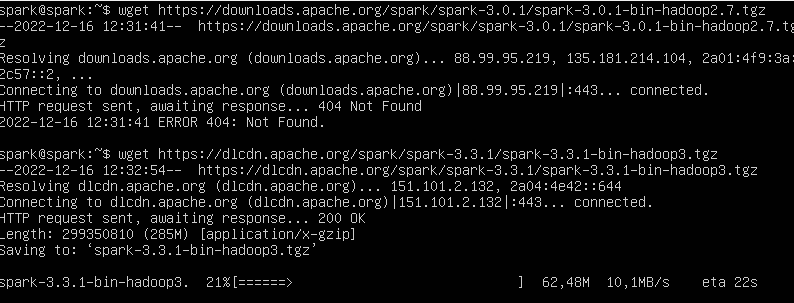 spark@spark:~$ wget https://downloads.apache.org/spark/spark-3.0.1/spark-3.0.1-bin-hadoop2.7.tgz
--2022-12-16 12:31:41--  https://downloads.apache.org/spark/spark-3.0.1/spark-3.0.1-bin-hadoop2.7.tg
z
Resolving downloads.apache.org (downloads.apache.org)... 88.99.95.219, 135.181.214.104, 2a01:4f9:3a:
2c57::2, ...
Connecting to downloads.apache.org (downloads.apache.org)|88.99.95.219|:443... connected.
HTTP request sent, awaiting response... 404 Not Found
2022-12-16 12:31:41 ERROR 404: Not Found.
spark@spark:~$ wget https://dlcdn.apache.org/spark/spark-3.3.1/spark-3.3.1-bin-hadoop3.tgz
--2022-12-16 12:32:54--  https://dlcdn.apache.org/spark/spark-3.3.1/spark-3.3.1-bin-hadoop3.tgz
Resolving dlcdn.apache.org (dlcdn.apache.org)... 151.101.2.132, 2a04:4e42::644
Connecting to dlcdn.apache.org (dlcdn.apache.org)|151.101.2.132|:443... connected.
HTTP request sent, awaiting response... 200 OK
Length: 299350810 (285M) [application/x-gzip]
Saving to: ‘spark-3.3.1-bin-hadoop3.tgz’
spark-3.3.1-bin-hadoop3.  21%[======>                             ]  62,48M  10,1MB/s    eta 22s